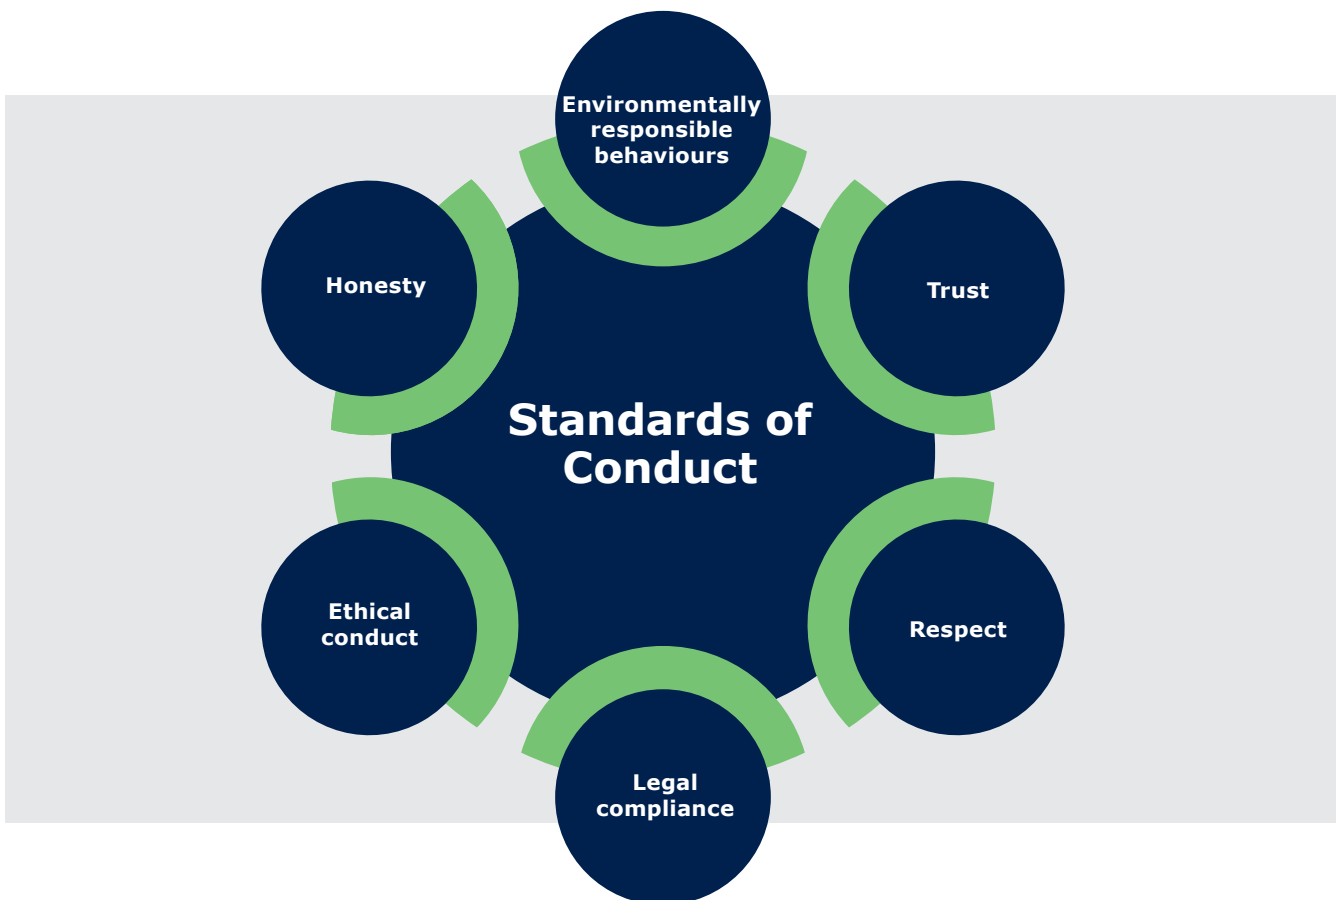 Environmentally
responsible
behaviours
Honesty
Trust
Standards of
Conduct
Ethical
conduct
Respect
Legal
compliance